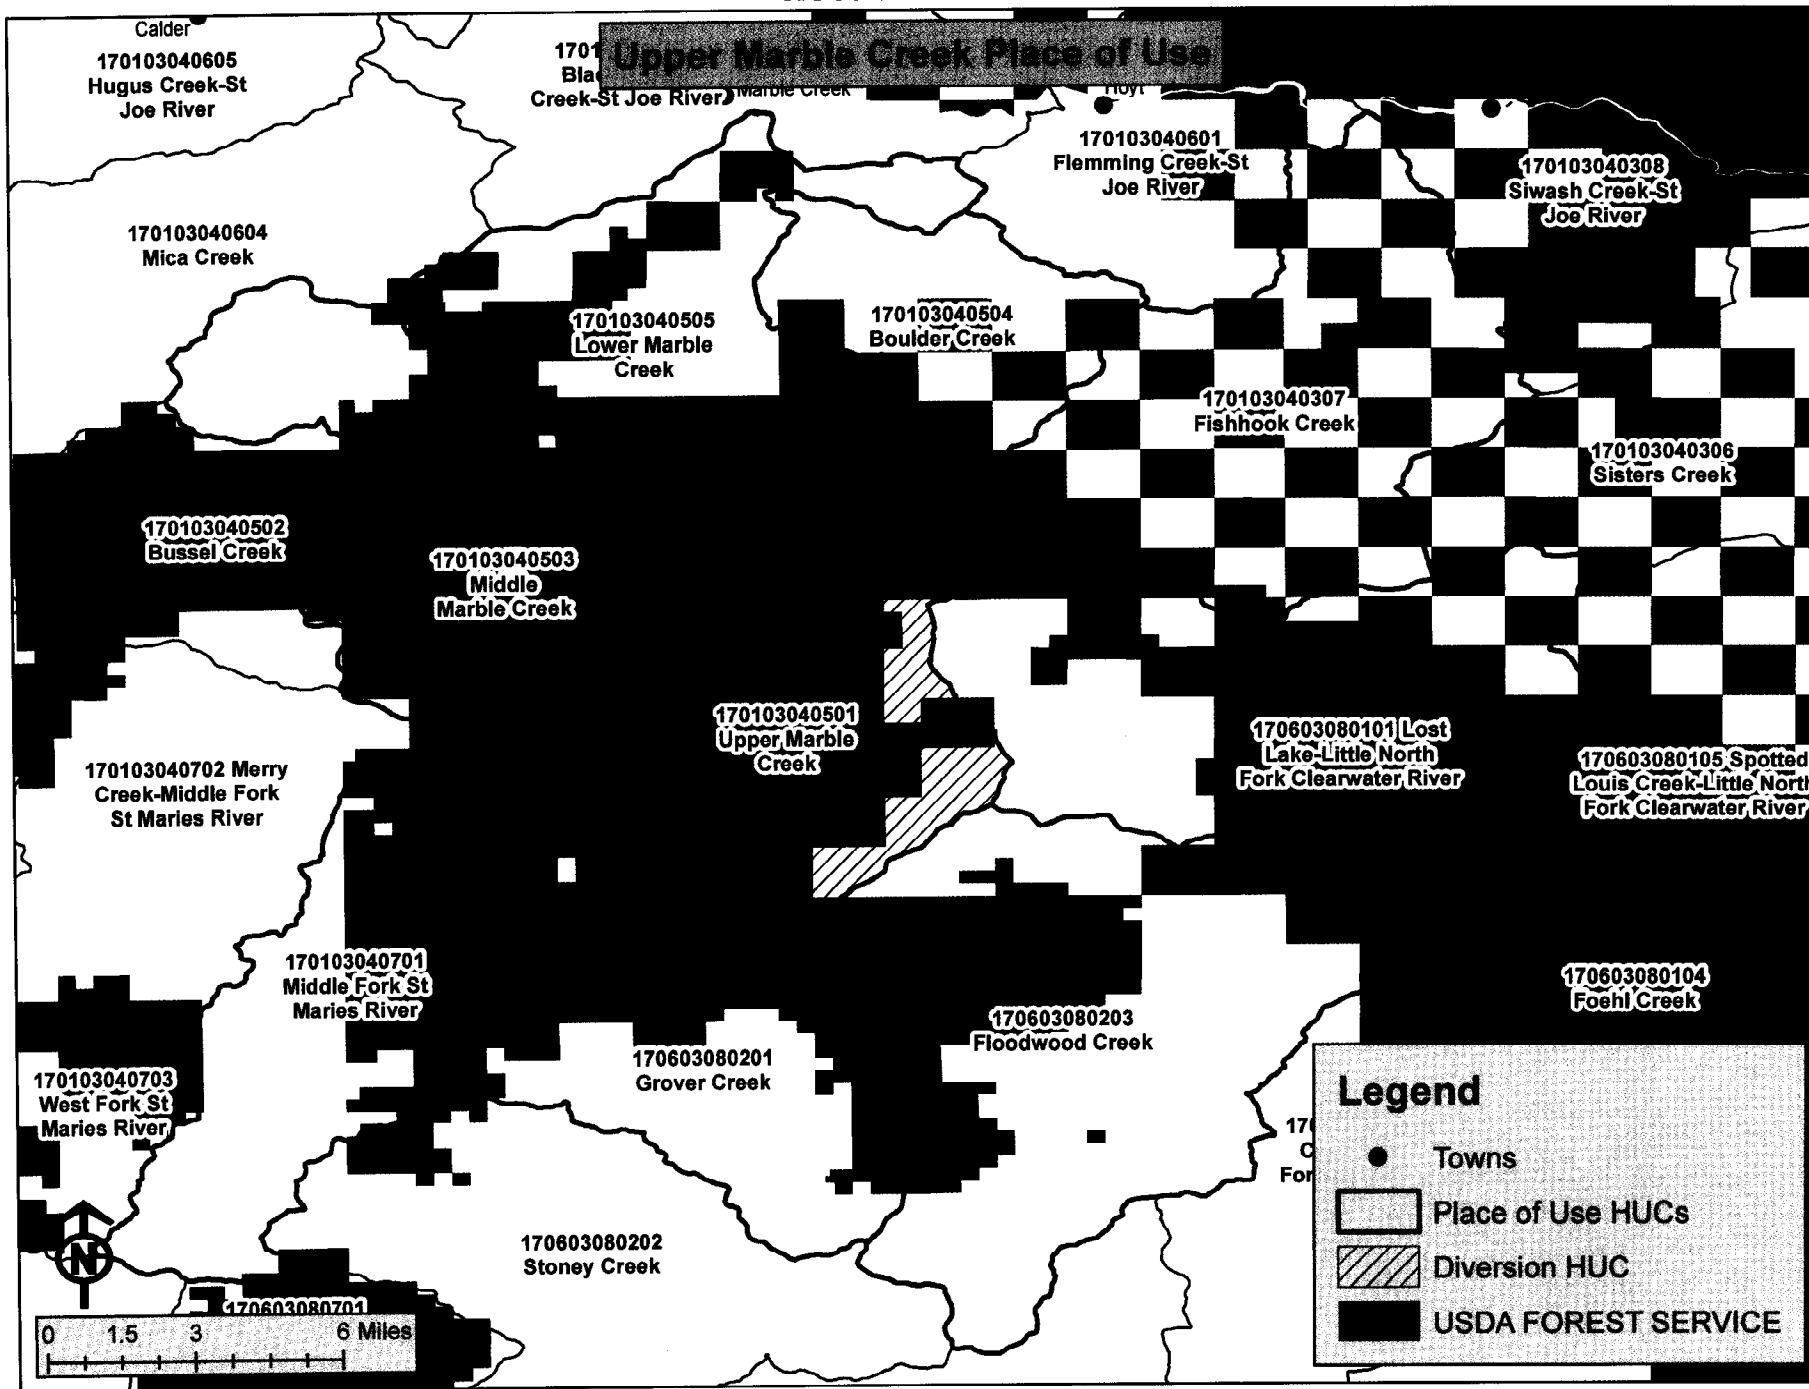 Calder
170103040605
Hugus Creek-St
Joe River
Upper Marble Creek Place of Use
1701
Creek-St Joe River
Marble Creek
Hoyt
170103040601
Flemming Creek-St
Joe River
170103040308
Siwash Creek-St
Joe River
170103040604
Mica Creek
170103040505
Lower Marble
Creek
170103040504
Boulder Creek
170103040307
Fishhook Creek
170103040306
Sisters Creek
170103040502
Bussel Creek
170103040503
Middle
Marble Creek
170103040501
Upper Marble
Creek
170603080101 Lost
Lake-Little North
Fork Clearwater River
170603080105 Spotted
Louis Creek-Little North
Fork Clearwater River
170103040702 Merry
Creek-Middle Fork
St Maries River
170103040701
Middle Fork St
Maries River
170603080203
Floodwood Creek
170603080104
Foehl Creek
170603080201
Grover Creek
170103040703
West Fork St
Maries River
170603080202
Stoney Creek
170603080701
N
0 1.5 3 6 Miles
170
C
For
Legend
Towns
Place of Use HUCs
Diversion HUC
USDA FOREST SERVICE